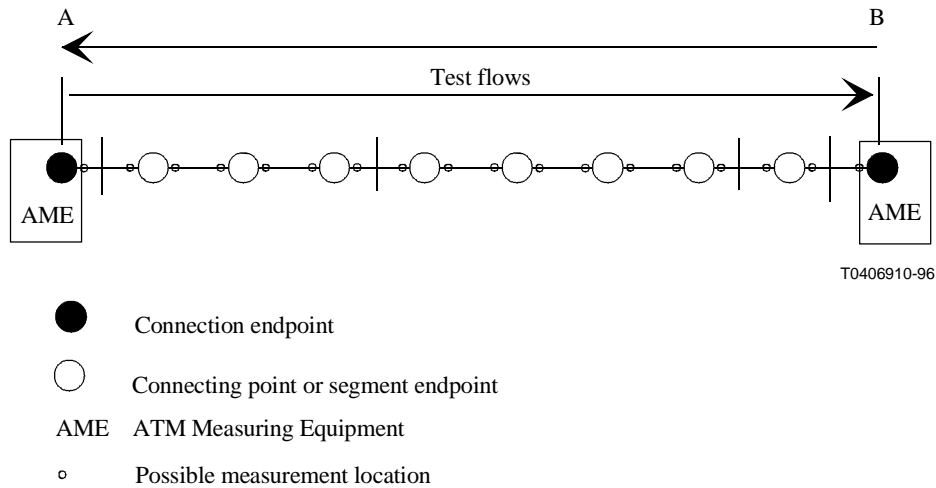 A
B
Test flows
AME
AME
T0406910-96
Connection endpoint
Connecting point or segment endpoint
AME ATM Measuring Equipment
Possible measurement location